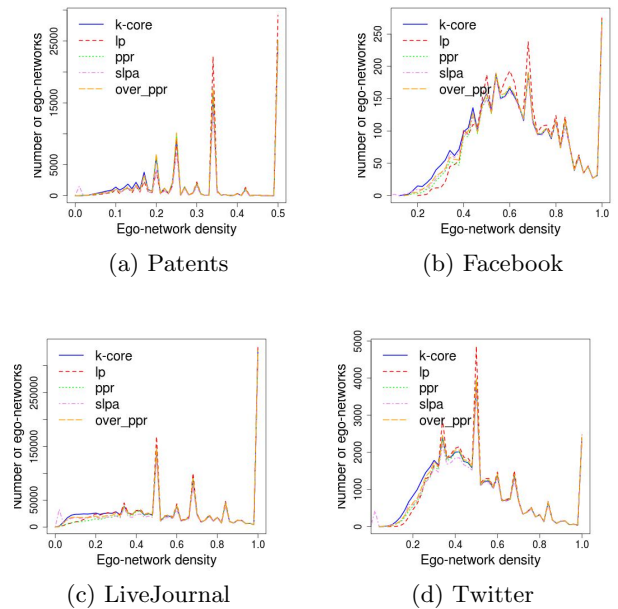 k-core
lp
ppr
slpa
over_ppr
Number of ego-networks
0
5000
15000
25000
0.0 0.1 0.2 0.3 0.4 0.5
Ego-network density
(a) Patents
k-core
lp
ppr
slpa
over_ppr
Number of ego-networks
0
50
100
150
200
250
0.2 0.4 0.6 0.8 1.0
Ego-network density
(b) Facebook
k-core
lp
ppr
slpa
over_ppr
Number of ego-networks
0
50000
150000
250000
0.0 0.2 0.4 0.6 0.8 1.0
Ego-network density
(c) LiveJournal
k-core
lp
ppr
slpa
over_ppr
Number of ego-networks
0
1000
2000
3000
4000
5000
0.2 0.4 0.6 0.8 1.0
Ego-network density
(d) Twitter